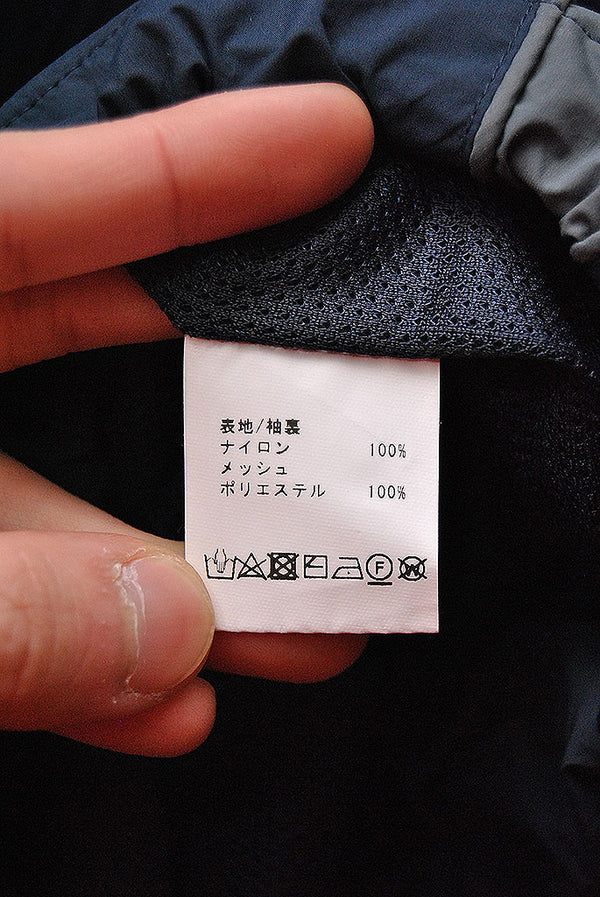 表地/袖裏
ナイロン 100%
メッシュ
ポリエステル 100%
F
W